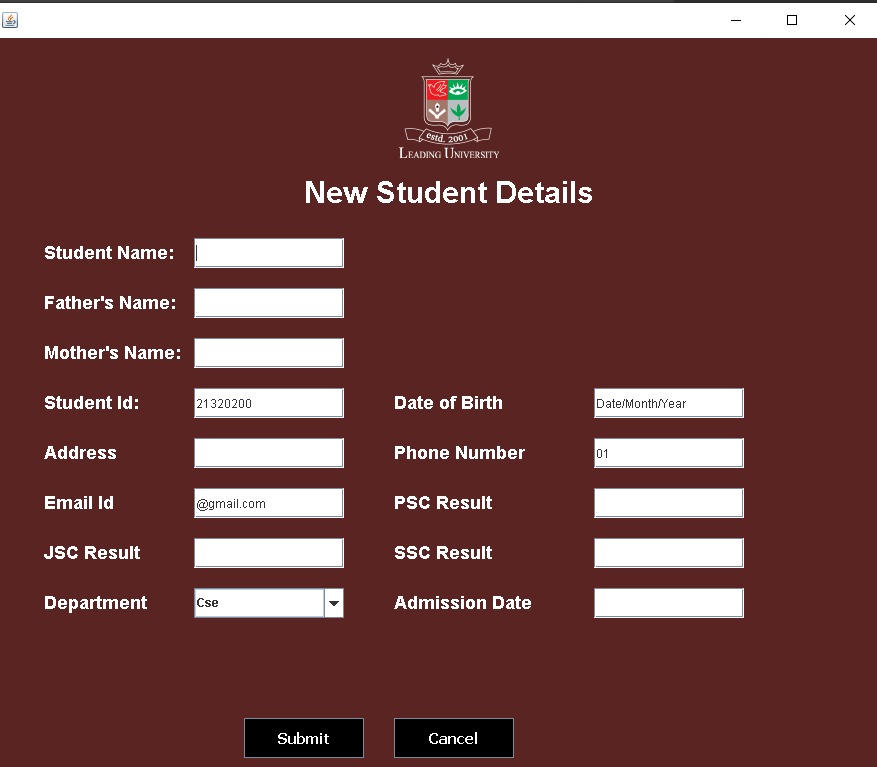 estd. 2001
LEADING UNIVERSITY
New Student Details
Student Name:
Father's Name:
Mother's Name:
Student Id: 21320200 Date of Birth Date/Month/Year
Address Phone Number 01
Email Id @gmail.com PSC Result
JSC Result SSC Result
Department Cse Admission Date
Submit Cancel